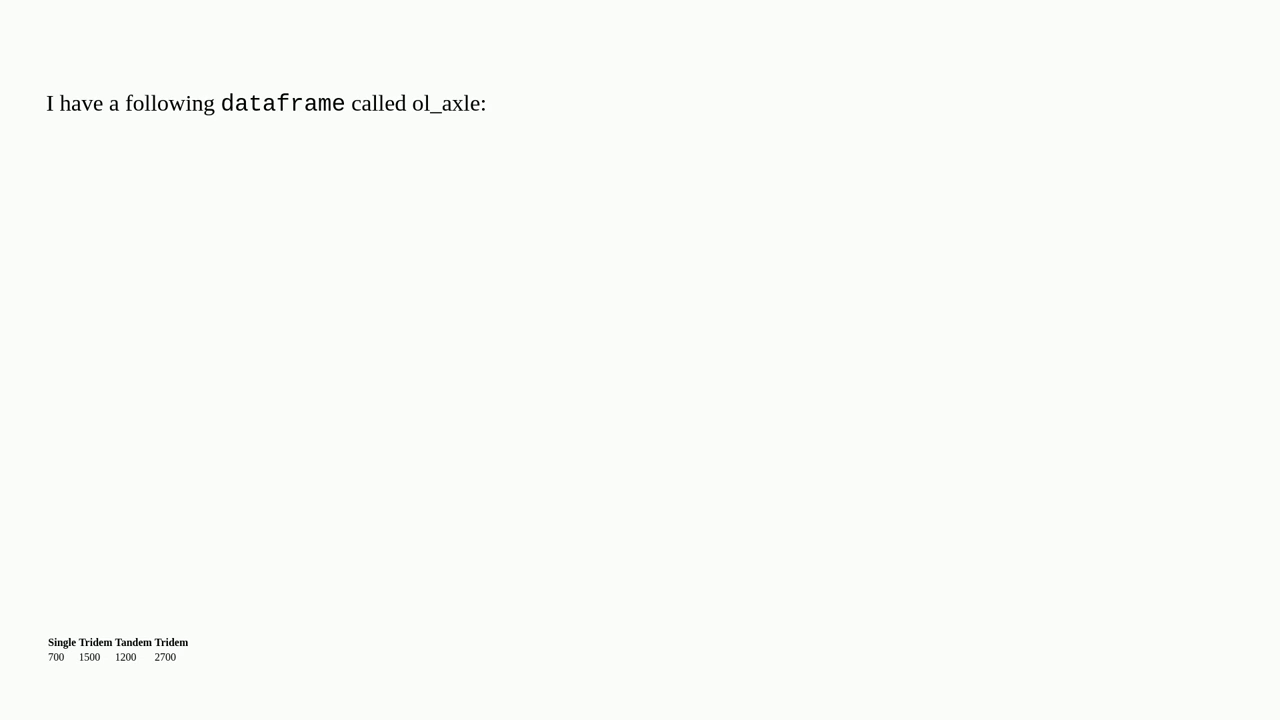 I have a following dataframe called ol_axle:
Single Tridem Tandem Tridem
700 1500 1200 2700